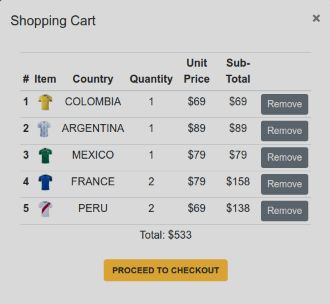 Shopping Cart ×
# Item Country Quantity Unit Price Sub-Total
1 COLOMBIA 1 $69 $69 Remove
2 ARGENTINA 1 $89 $89 Remove
3 MEXICO 1 $79 $79 Remove
4 FRANCE 2 $79 $158 Remove
5 PERU 2 $69 $138 Remove
Total: $533
PROCEED TO CHECKOUT